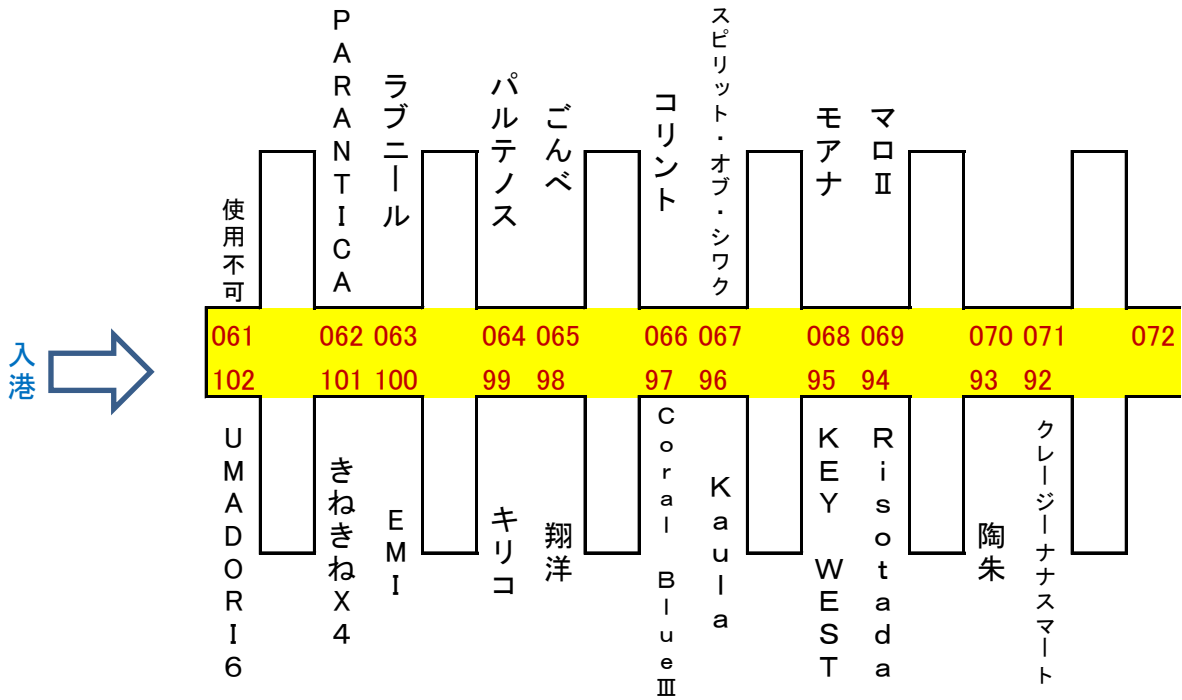 使用不可
PARANTICA
ラブニール
パルテノス
ごんべ
コリント
スピリット・オブ・シワク
モアナ
マロⅡ
入港
061 062 063 064 065 066 067 068 069 070 071 072
102 101 100 99 98 97 96 95 94 93 92
UMADORI6
きねきねX4
EMI
キリコ
翔洋
Coral BlueⅢ
Kaula
KEY WEST
Risotada
陶朱
クレージーナナスマート